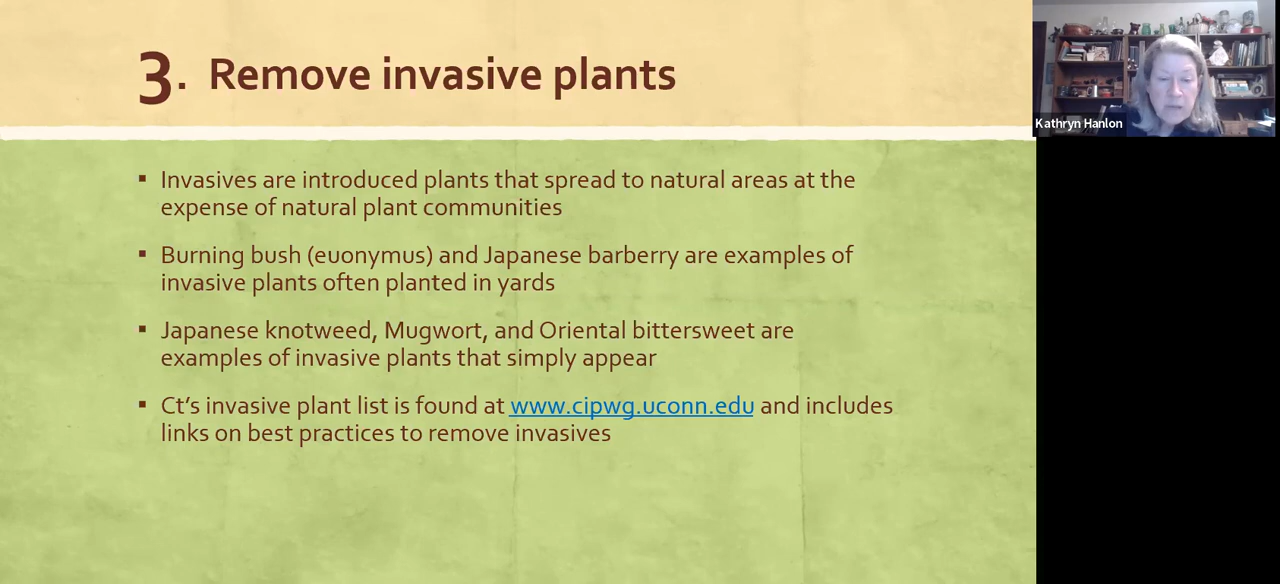 3. Remove invasive plants
▪ Invasives are introduced plants that spread to natural areas at the
expense of natural plant communities
▪ Burning bush (euonymus) and Japanese barberry are examples of
invasive plants often planted in yards
▪ Japanese knotweed, Mugwort, and Oriental bittersweet are
examples of invasive plants that simply appear
▪ Ct's invasive plant list is found at www.cipwg.uconn.edu and includes
links on best practices to remove invasives
Kathryn Hanlon